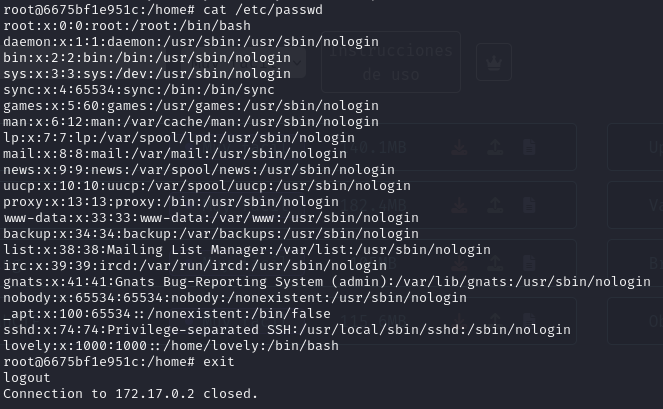 root@6675bf1e951c:/home# cat /etc/passwd
root:x:0:0:root:/root:/bin/bash
daemon:x:1:1:daemon:/usr/sbin:/usr/sbin/nologin
bin:x:2:2:bin:/bin:/usr/sbin/nologin
sys:x:3:3:sys:/dev:/usr/sbin/nologin
sync:x:4:65534:sync:/bin:/bin/sync
games:x:5:60:games:/usr/games:/usr/sbin/nologin
man:x:6:12:man:/var/cache/man:/usr/sbin/nologin
lp:x:7:7:lp:/var/spool/lpd:/usr/sbin/nologin
mail:x:8:8:mail:/var/mail:/usr/sbin/nologin
news:x:9:9:news:/var/spool/news:/usr/sbin/nologin
uucp:x:10:10:uucp:/var/spool/uucp:/usr/sbin/nologin
proxy:x:13:13:proxy:/bin:/usr/sbin/nologin
www-data:x:33:33:www-data:/var/www:/usr/sbin/nologin
backup:x:34:34:backup:/var/backups:/usr/sbin/nologin
list:x:38:38:Mailing List Manager:/var/list:/usr/sbin/nologin
irc:x:39:39:ircd:/var/run/ircd:/usr/sbin/nologin
gnats:x:41:41:Gnats Bug-Reporting System (admin):/var/lib/gnats:/usr/sbin/nologin
nobody:x:65534:65534:nobody:/nonexistent:/usr/sbin/nologin
_apt:x:100:65534::/nonexistent:/bin/false
sshd:x:74:74:Privilege-separated SSH:/usr/local/sbin/sshd:/sbin/nologin
lovely:x:1000:1000::/home/lovely:/bin/bash
root@6675bf1e951c:/home# exit
logout
Connection to 172.17.0.2 closed.
de uso